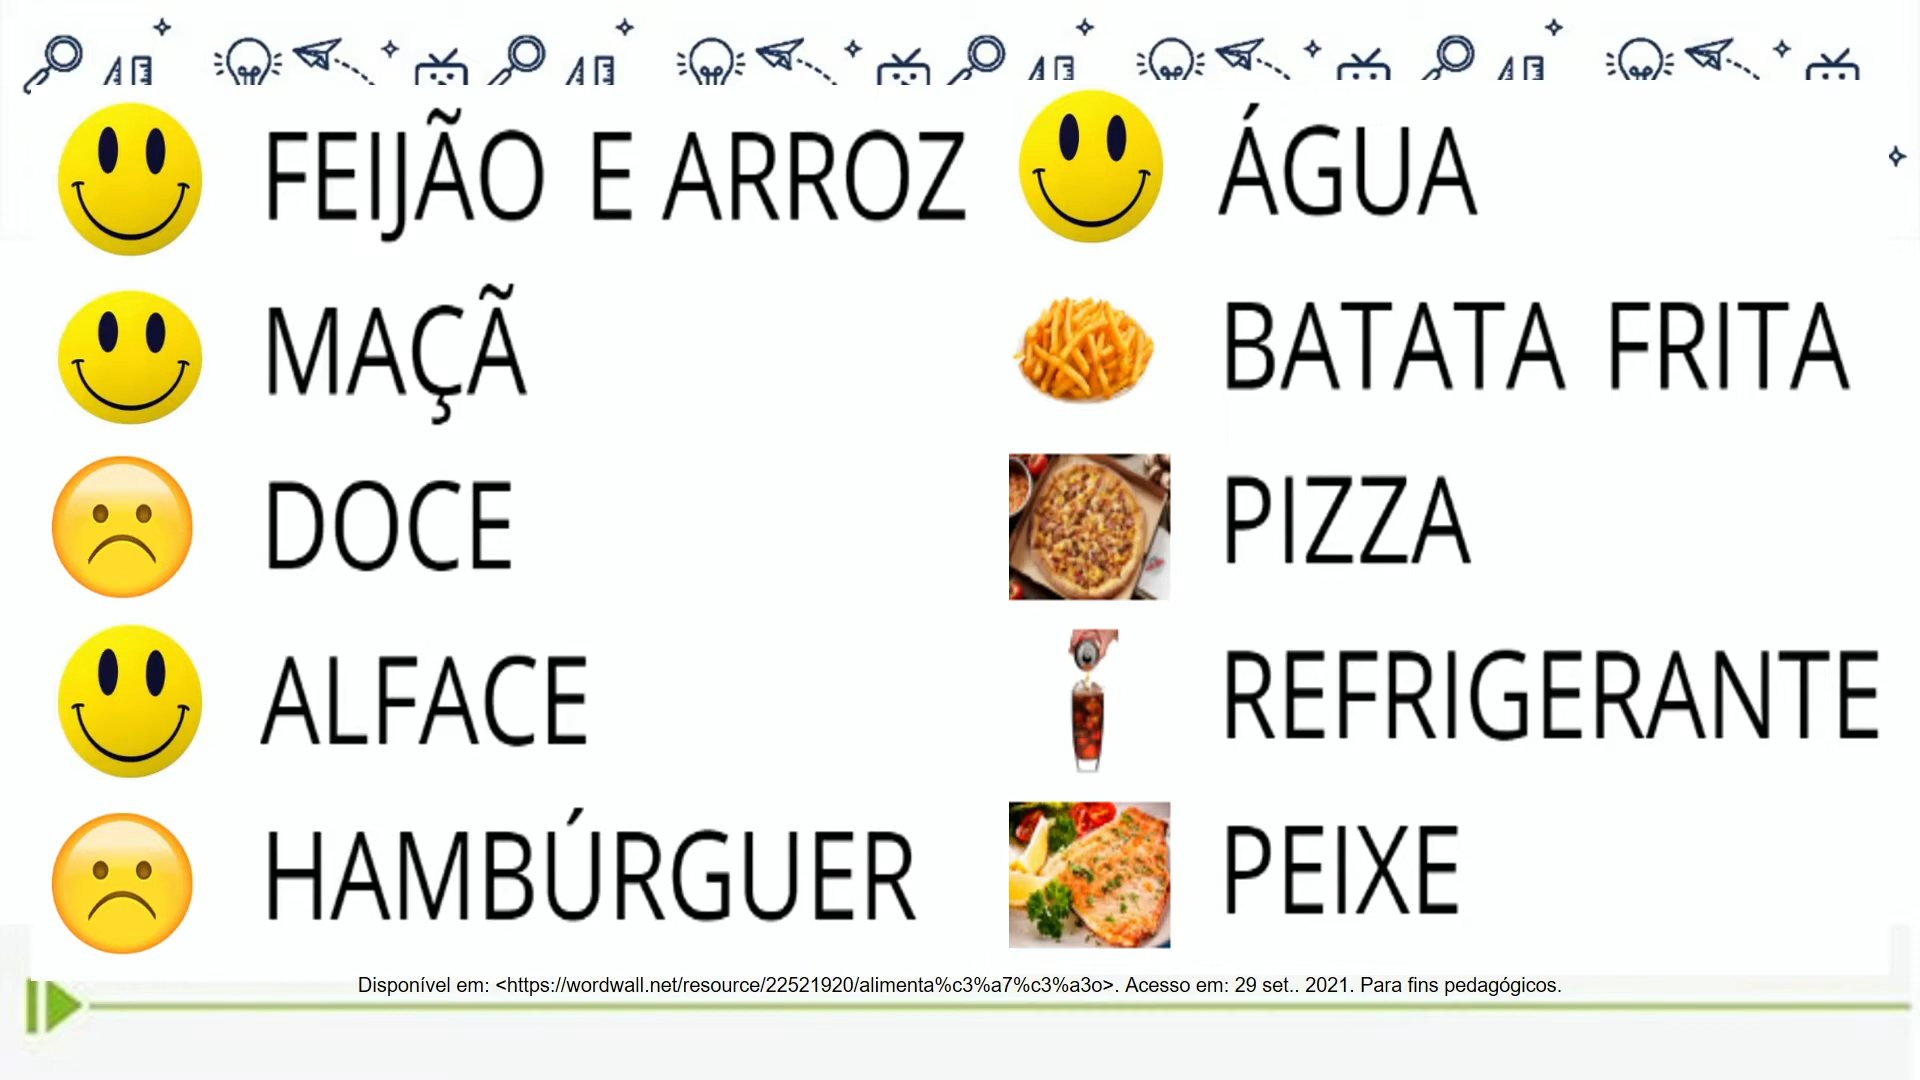 FEIJÃO E ARROZ
MAÇÃ
DOCE
ALFACE
HAMBÚRGUER
ÁGUA
BATATA FRITA
PIZZA
REFRIGERANTE
PEIXE
Disponível em: <https://wordwall.net/resource/22521920/alimenta%c3%a7%c3%a3o>. Acesso em: 29 set.. 2021. Para fins pedagógicos.